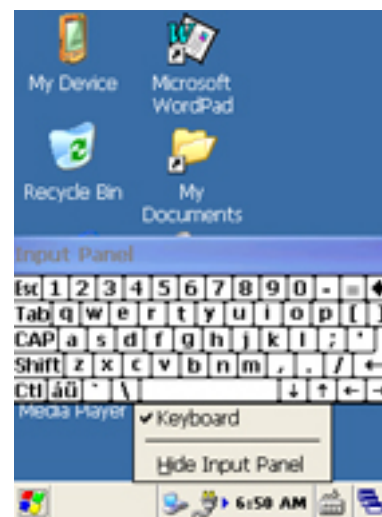 My Device Microsoft WordPad
Recycle Bin My Documents
Input Panel
Esc 1 2 3 4 5 6 7 8 9 0 - =
Tab q w e r t y u i o p [ ]
CAP a s d f g h j k l ; '
Shift z x c v b n m , . /
Ctl áü ` \
Media Player
Keyboard
Hide Input Panel
6:50 AM